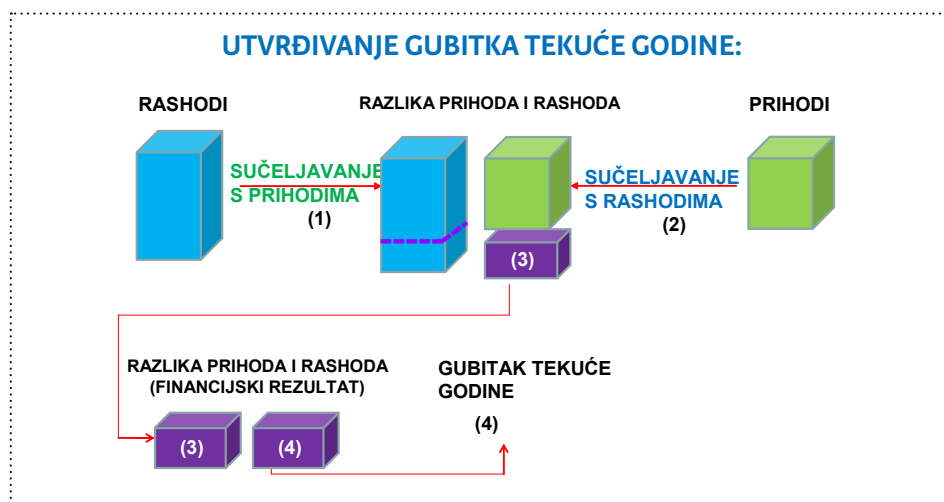 UTVRĐIVANJE GUBITKA TEKUĆE GODINE:
RASHODI
RAZLIKA PRIHODA I RASHODA
PRIHODI
SUČELJAVANJE
S PRIHODIMA
(1)
SUČELJAVANJE
S RASHODIMA
(2)
(3)
RAZLIKA PRIHODA I RASHODA
(FINANCIJSKI REZULTAT)
GUBITAK TEKUĆE
GODINE
(4)
(3)
(4)